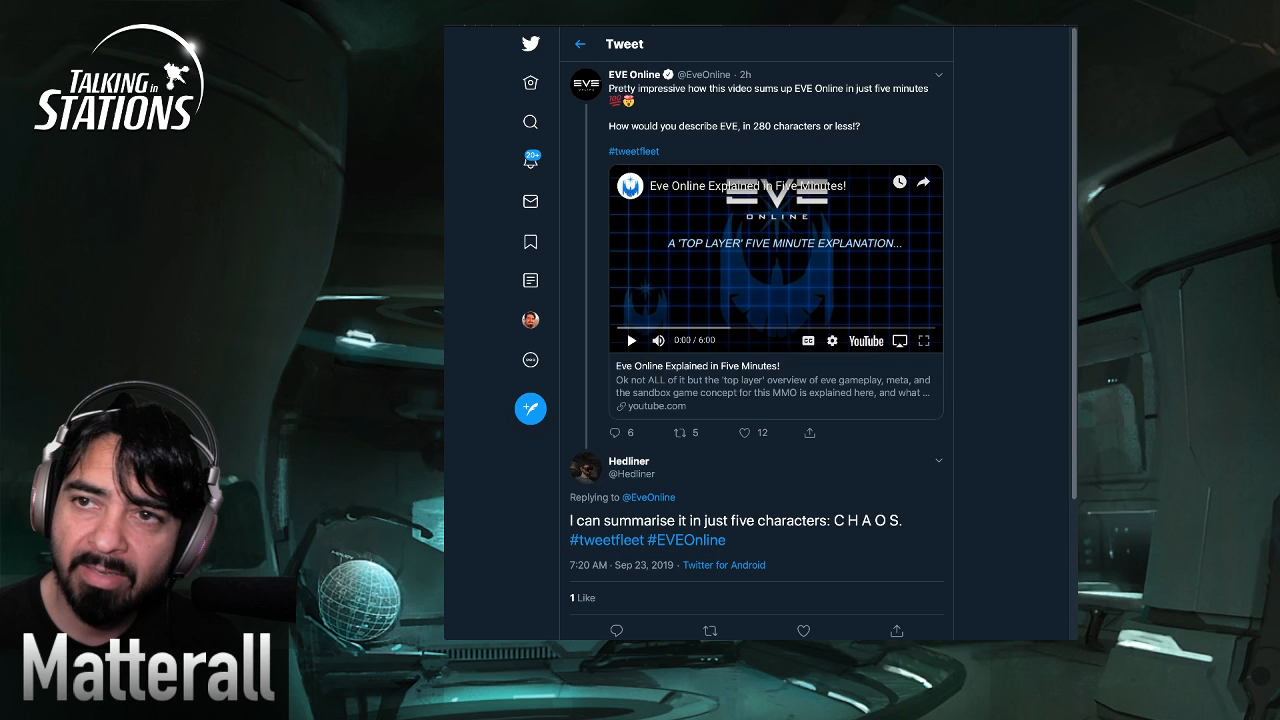 TALKING in
STATIONS
Tweet
EVE Online @EveOnline · 2h
Pretty impressive how this video sums up EVE Online in just five minutes
💯🤯
How would you describe EVE, in 280 characters or less!?
#tweetfleet
20+
Eve Online Explained in Five Minutes!
EVE
ONLINE
A 'TOP LAYER' FIVE MINUTE EXPLANATION...
0:00 / 6:00
CC
YouTube
Eve Online Explained in Five Minutes!
Ok not ALL of it but the 'top layer' overview of eve gameplay, meta, and
the sandbox game concept for this MMO is explained here, and what ...
youtube.com
6 5 12
Hedliner
@Hedliner
Replying to @EveOnline
I can summarise it in just five characters: C H A O S.
#tweetfleet #EVEOnline
7:20 AM · Sep 23, 2019 · Twitter for Android
1 Like
Matterall